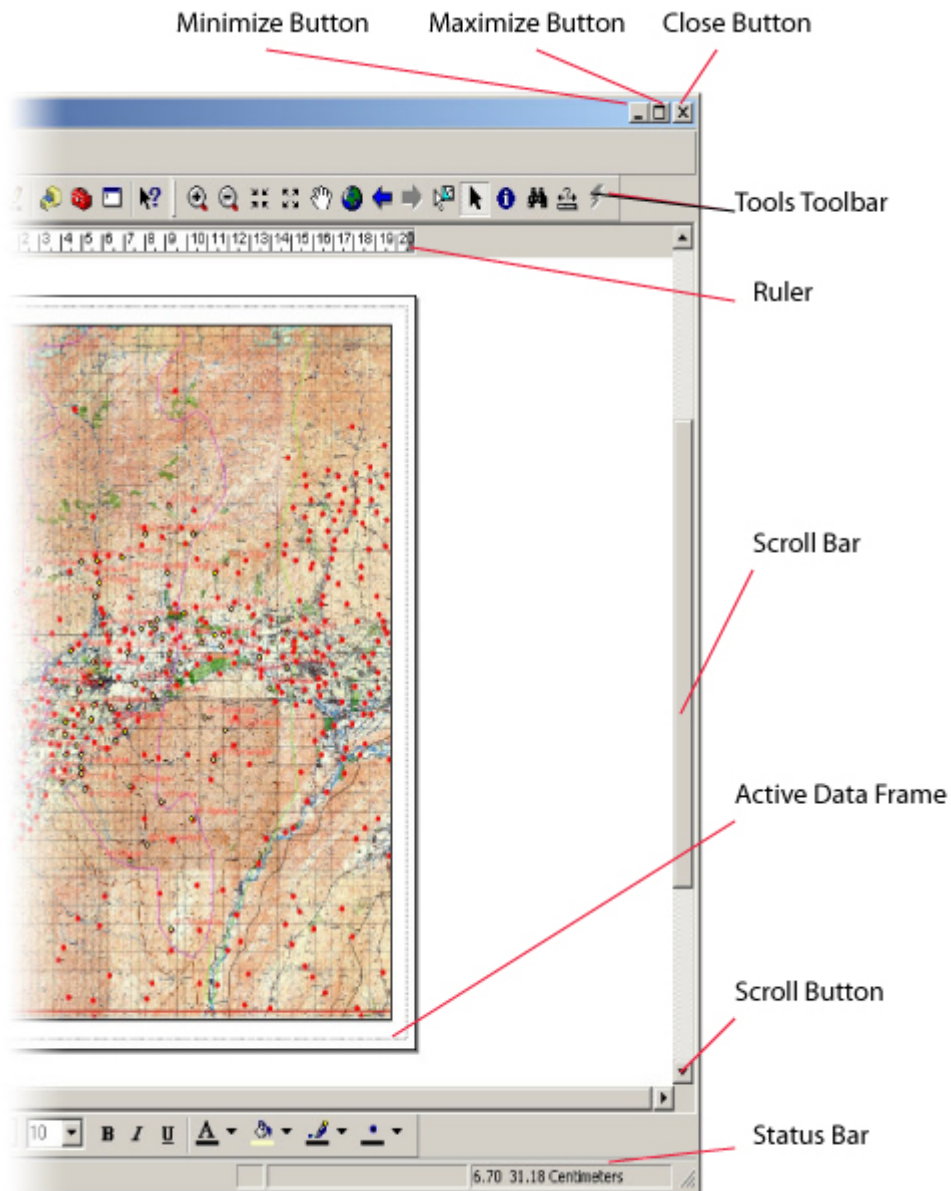 Minimize Button Maximize Button Close Button
Tools Toolbar
2 3 4 5 6 7 8 9 10 11 12 13 14 15 16 17 18 19 20
Ruler
Scroll Bar
Active Data Frame
Scroll Button
10 B I U A
Status Bar
6.70 31.18 Centimeters